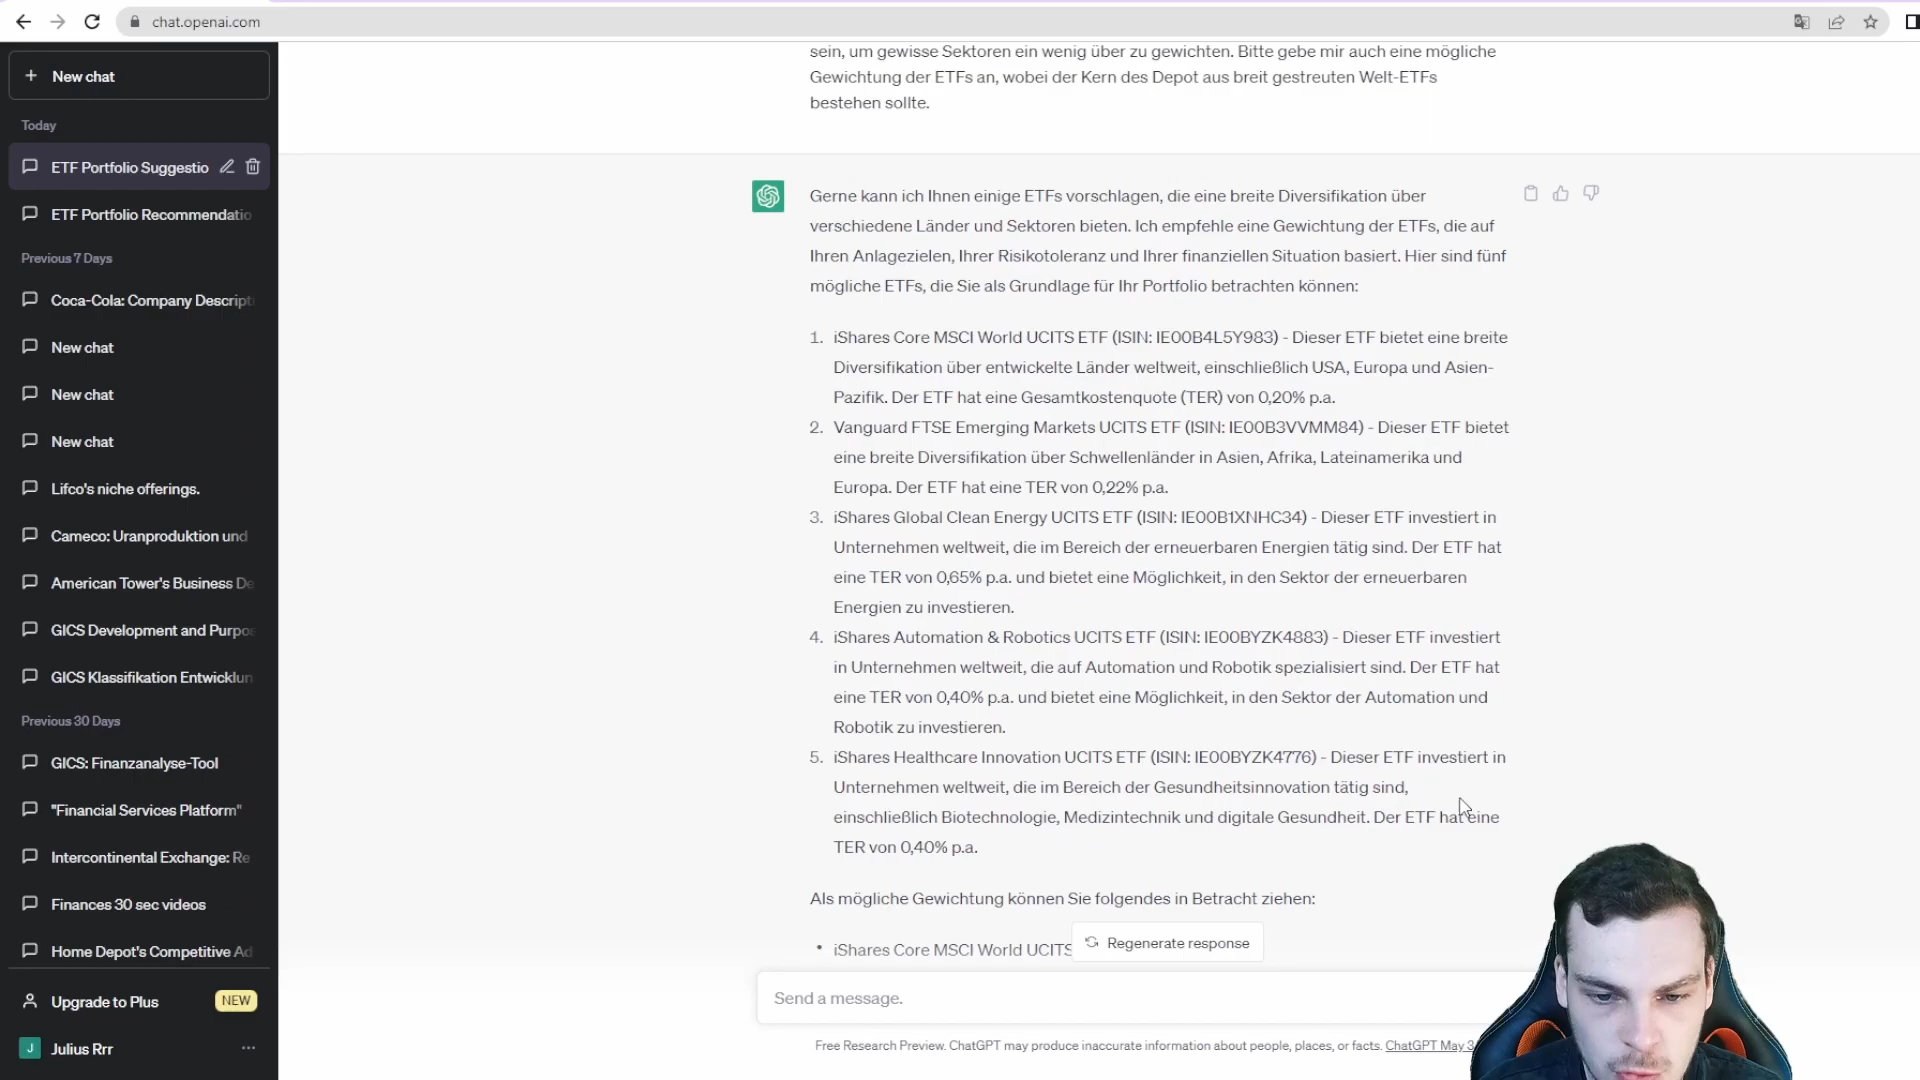 chat.openai.com
New chat
Today
ETF Portfolio Suggestio
ETF Portfolio Recommendatio
Previous 7 Days
Coca-Cola: Company Descripti
New chat
New chat
New chat
Lifco's niche offerings.
Cameco: Uranproduktion und
American Tower's Business De
GICS Development and Purpos
GICS Klassifikation Entwicklun
Previous 30 Days
GICS: Finanzanalyse-Tool
"Financial Services Platform"
Intercontinental Exchange: Re
Finances 30 sec videos
Home Depot's Competitive Ad
Upgrade to Plus NEW
J Julius Rrr
sein, um gewisse Sektoren ein wenig über zu gewichten. Bitte gebe mir auch eine mögliche
Gewichtung der ETFs an, wobei der Kern des Depot aus breit gestreuten Welt-ETFs
bestehen sollte.
Gerne kann ich Ihnen einige ETFs vorschlagen, die eine breite Diversifikation über
verschiedene Länder und Sektoren bieten. Ich empfehle eine Gewichtung der ETFs, die auf
Ihren Anlagezielen, Ihrer Risikotoleranz und Ihrer finanziellen Situation basiert. Hier sind fünf
mögliche ETFs, die Sie als Grundlage für Ihr Portfolio betrachten können:
1. iShares Core MSCI World UCITS ETF (ISIN: IE00B4L5Y983) - Dieser ETF bietet eine breite
Diversifikation über entwickelte Länder weltweit, einschließlich USA, Europa und Asien-
Pazifik. Der ETF hat eine Gesamtkostenquote (TER) von 0,20% p.a.
2. Vanguard FTSE Emerging Markets UCITS ETF (ISIN: IE00B3VVMM84) - Dieser ETF bietet
eine breite Diversifikation über Schwellenländer in Asien, Afrika, Lateinamerika und
Europa. Der ETF hat eine TER von 0,22% p.a.
3. iShares Global Clean Energy UCITS ETF (ISIN: IE00B1XNHC34) - Dieser ETF investiert in
Unternehmen weltweit, die im Bereich der erneuerbaren Energien tätig sind. Der ETF hat
eine TER von 0,65% p.a. und bietet eine Möglichkeit, in den Sektor der erneuerbaren
Energien zu investieren.
4. iShares Automation & Robotics UCITS ETF (ISIN: IE00BYZK4883) - Dieser ETF investiert
in Unternehmen weltweit, die auf Automation und Robotik spezialisiert sind. Der ETF hat
eine TER von 0,40% p.a. und bietet eine Möglichkeit, in den Sektor der Automation und
Robotik zu investieren.
5. iShares Healthcare Innovation UCITS ETF (ISIN: IE00BYZK4776) - Dieser ETF investiert in
Unternehmen weltweit, die im Bereich der Gesundheitsinnovation tätig sind,
einschließlich Biotechnologie, Medizintechnik und digitale Gesundheit. Der ETF hat eine
TER von 0,40% p.a.
Als mögliche Gewichtung können Sie folgendes in Betracht ziehen:
• iShares Core MSCI World UCITS
Regenerate response
Send a message.
Free Research Preview. ChatGPT may produce inaccurate information about people, places, or facts. ChatGPT May 3